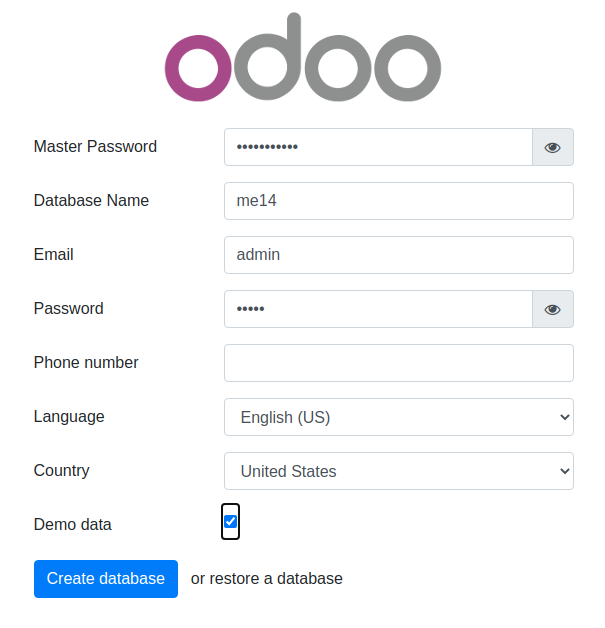 odoo
Master Password •••••••••••
Database Name me14
Email admin
Password •••••
Phone number
Language English (US)
Country United States
Demo data
Create database or restore a database